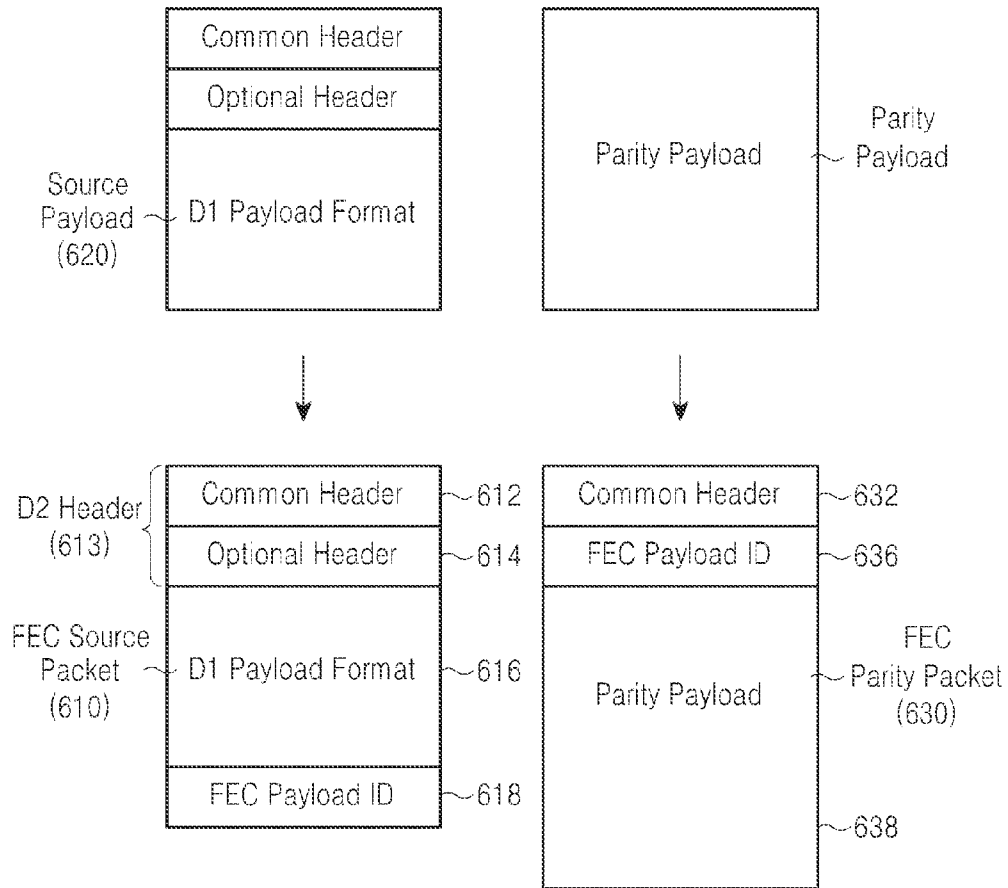 Common Header
Optional Header
Source
Payload
(620)
D1 Payload Format
Parity Payload
Parity
Payload
D2 Header
(613)
Common Header
612
Optional Header
614
FEC Source
Packet
(610)
D1 Payload Format
616
FEC Payload ID
618
Common Header
632
FEC Payload ID
636
Parity Payload
FEC
Parity Packet
(630)
638